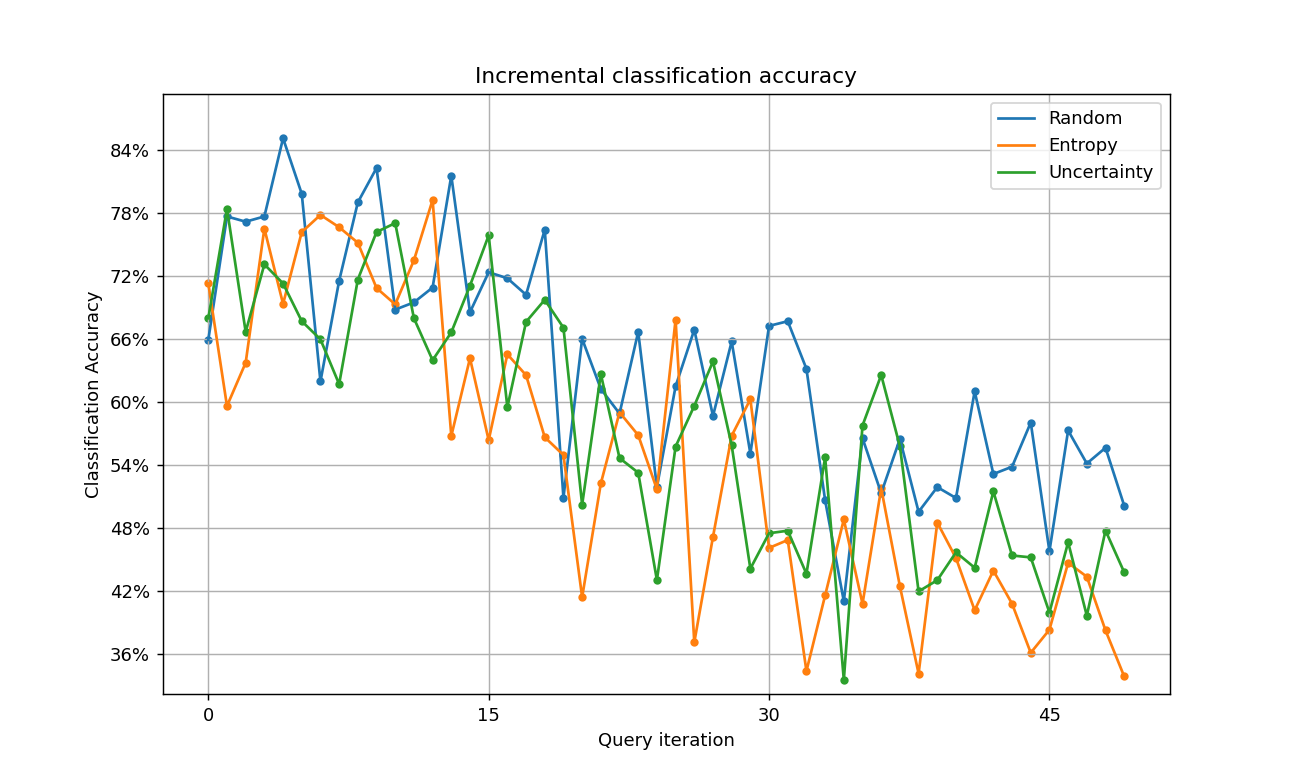 Incremental classification accuracy
Random
Entropy
Uncertainty
84%
78%
72%
66%
60%
54%
48%
42%
36%
Classification Accuracy
0 15 30 45
Query iteration